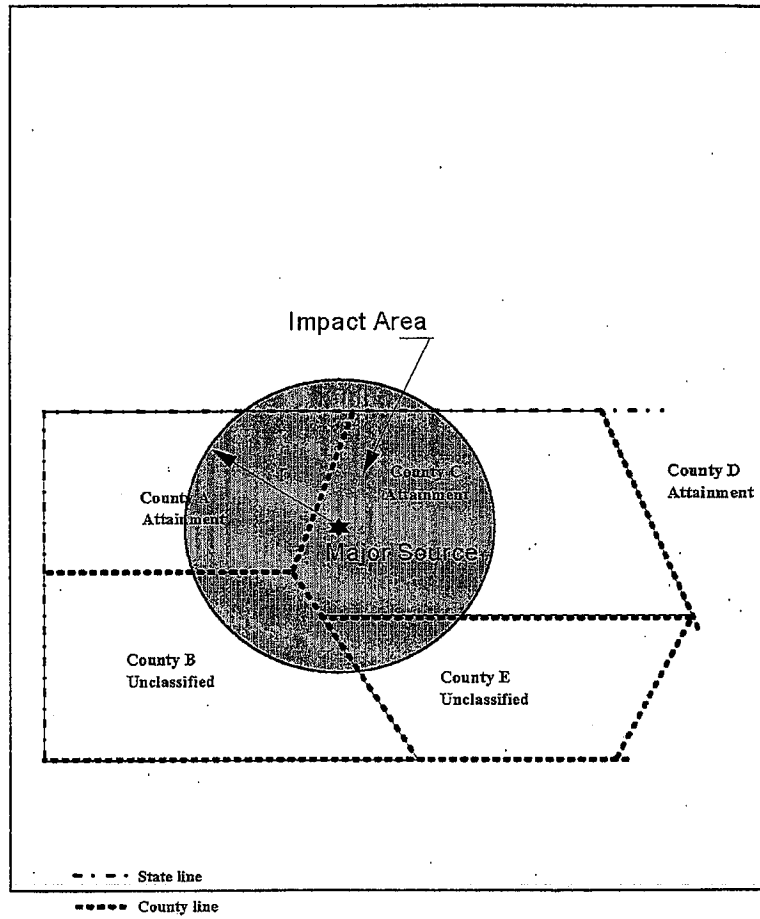 Impact Area
County A
Attainment
r
County C
Attainment
County D
Attainment
Major Source
County B
Unclassified
County E
Unclassified
State line
County line